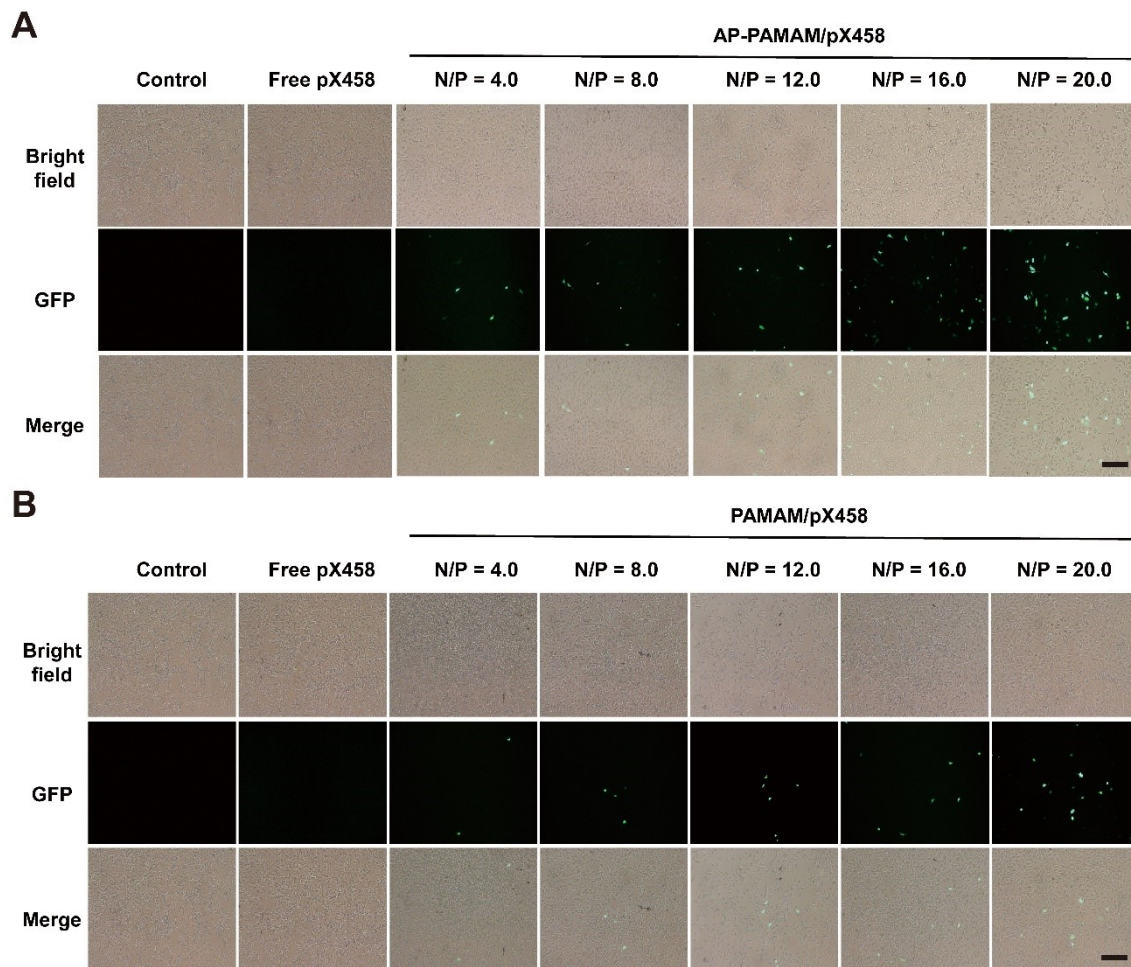 A
AP-PAMAM/pX458
Control Free pX458 N/P = 4.0 N/P = 8.0 N/P = 12.0 N/P = 16.0 N/P = 20.0
Bright
field
GFP
Merge
B
PAMAM/pX458
Control Free pX458 N/P = 4.0 N/P = 8.0 N/P = 12.0 N/P = 16.0 N/P = 20.0
Bright
field
GFP
Merge